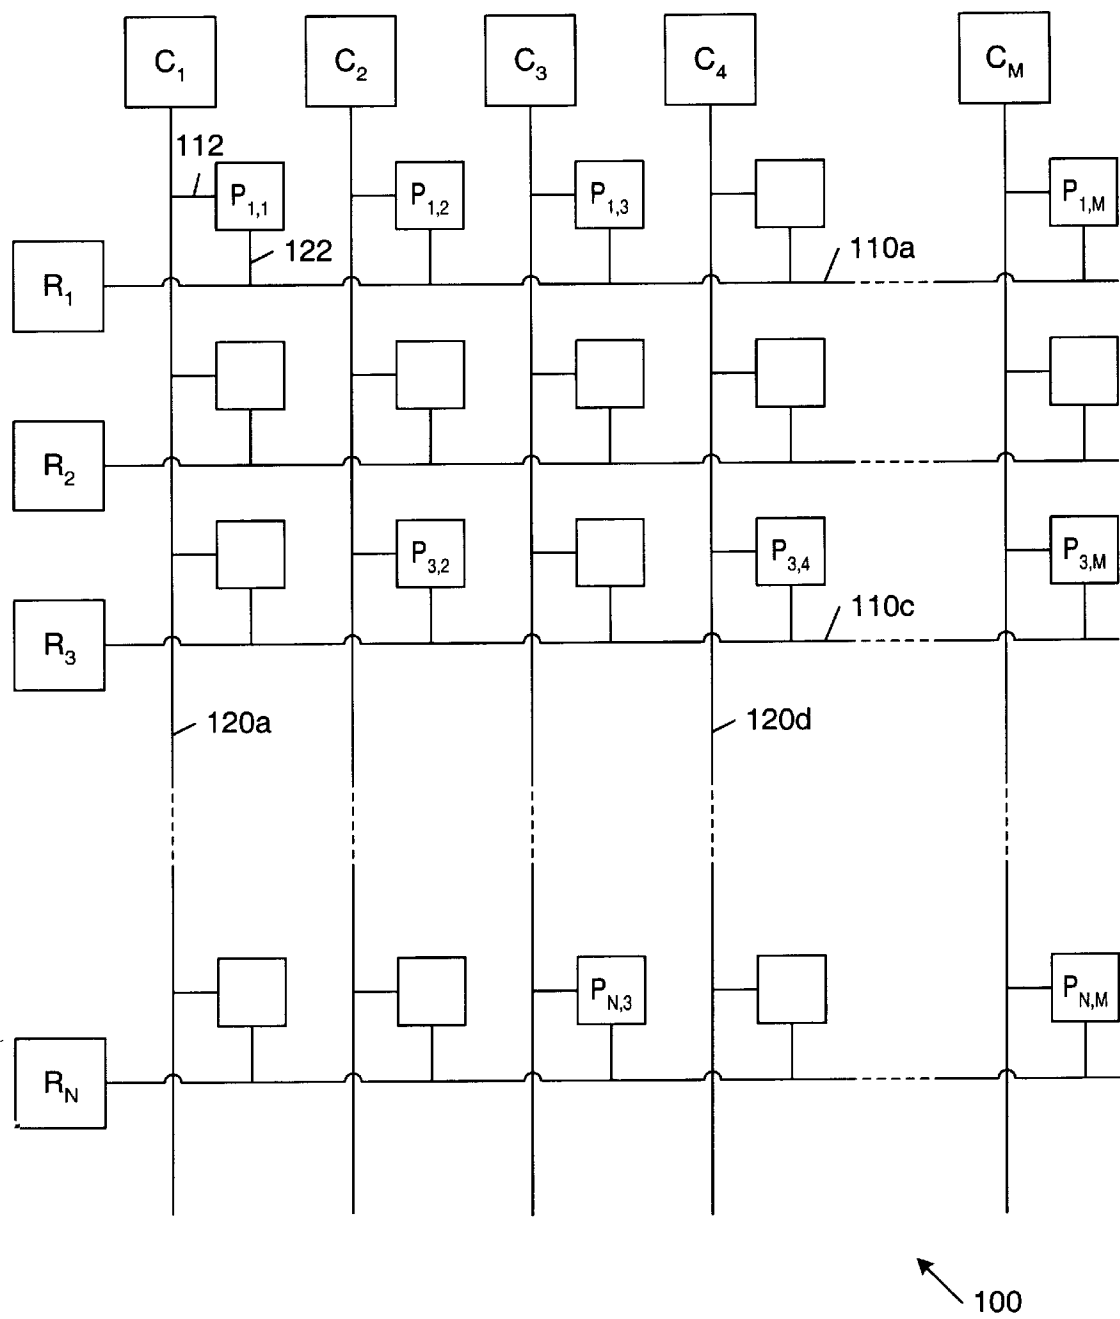 C1 C2 C3 C4 CM
112
P1,1 P1,2 P1,3 P1,M
122 110a
R1
R2
P3,2 P3,4 P3,M
110c
R3
120a 120d
PN,3 PN,M
RN
100